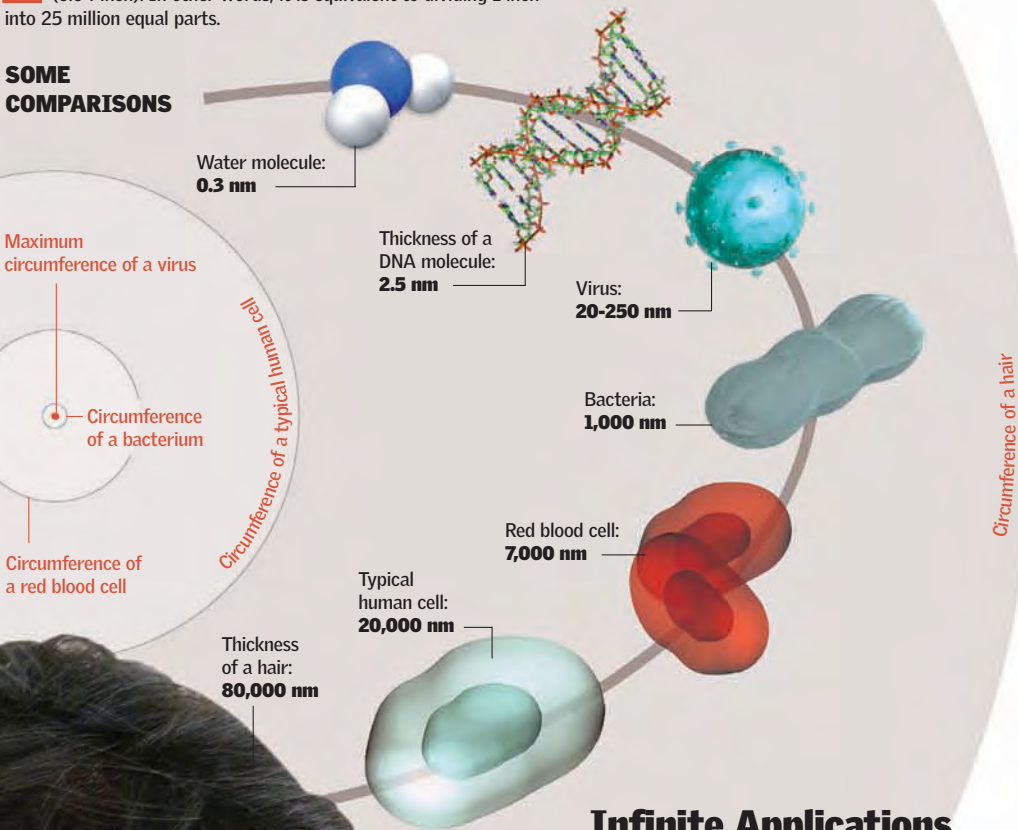 into 25 million equal parts.
SOME
COMPARISONS
Water molecule:
0.3 nm
Thickness of a
DNA molecule:
2.5 nm
Virus:
20-250 nm
Bacteria:
1,000 nm
Red blood cell:
7,000 nm
Typical
human cell:
20,000 nm
Thickness
of a hair:
80,000 nm
Maximum
circumference of a virus
Circumference
of a bacterium
Circumference of
a red blood cell
Circumference of a typical human cell
Circumference of a hair
Infinite Applications